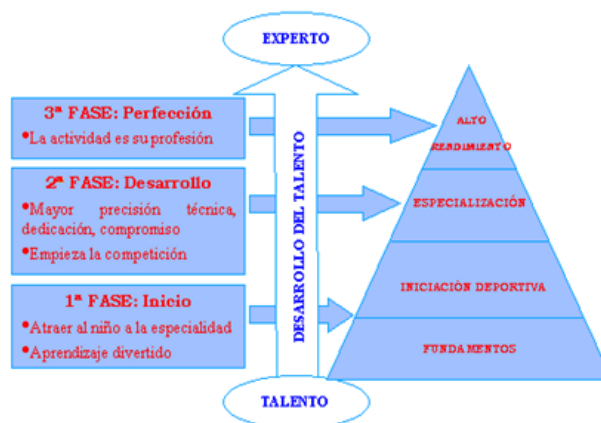 EXPERTO
3ª FASE: Perfección
•La actividad es su profesión
2ª FASE: Desarrollo
•Mayor precisión técnica,
dedicación, compromiso
•Empieza la competición
1ª FASE: Inicio
•Atraer al niño a la especialidad
•Aprendizaje divertido
DESARROLLO DEL TALENTO
TALENTO
ALTO
RENDIMIENTO
ESPECIALIZACIÓN
INICIACIÓN DEPORTIVA
FUNDAMENTOS